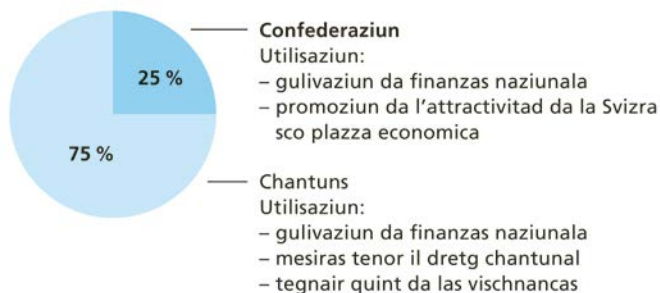 25 %
75 %
Confederaziun
Utilisaziun:
– gulivaziun da finanzas naziunala
– promoziun da l'attractivitad da la Svizra
sco plazza economica
Chantuns
Utilisaziun:
– gulivaziun da finanzas naziunala
– mesiras tenor il dretg chantunal
– tegnair quint da las vischnancas